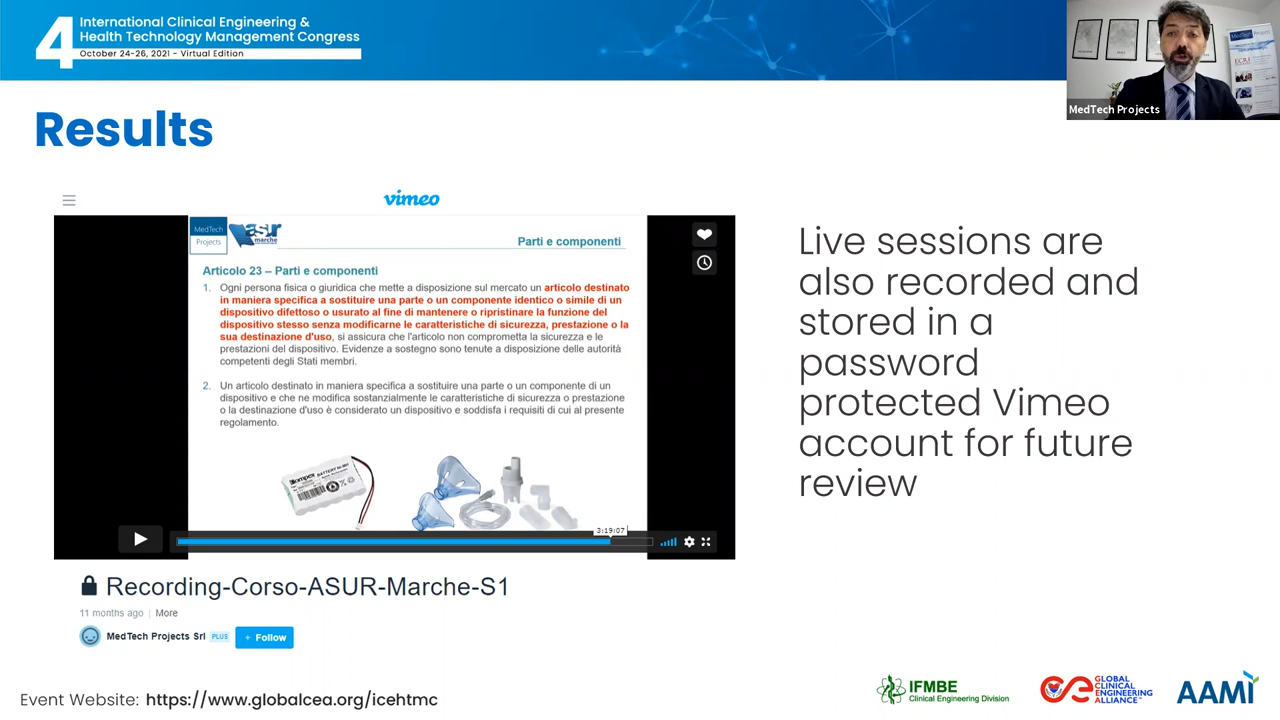 4
International Clinical Engineering &
Health Technology Management Congress
October 24-26, 2021 - Virtual Edition
MedTech
Projects
ECRI
MedTech Projects
Results
vimeo
MedTech
Projects
asur
marche
Parti e componenti
Articolo 23 – Parti e componenti
1. Ogni persona fisica o giuridica che mette a disposizione sul mercato un articolo destinato
in maniera specifica a sostituire una parte o un componente identico o simile di un
dispositivo difettoso o usurato al fine di mantenere o ripristinare la funzione del
dispositivo stesso senza modificarne le caratteristiche di sicurezza, prestazione o la
sua destinazione d'uso, si assicura che l'articolo non comprometta la sicurezza e le
prestazioni del dispositivo. Evidenze a sostegno sono tenute a disposizione delle autorità
competenti degli Stati membri.
2. Un articolo destinato in maniera specifica a sostituire una parte o un componente di un
dispositivo e che ne modifica sostanzialmente le caratteristiche di sicurezza o prestazione
o la destinazione d'uso è considerato un dispositivo e soddisfa i requisiti di cui al presente
regolamento.
3:19:07
Recording-Corso-ASUR-Marche-S1
11 months ago | More
MedTech Projects Srl PLUS + Follow
Live sessions are
also recorded and
stored in a
password
protected Vimeo
account for future
review
Event Website: https://www.globalcea.org/icehtmc
IFMBE
Clinical Engineering Division
GLOBAL
CLINICAL
ENGINEERING
ALLIANCE
AAMI